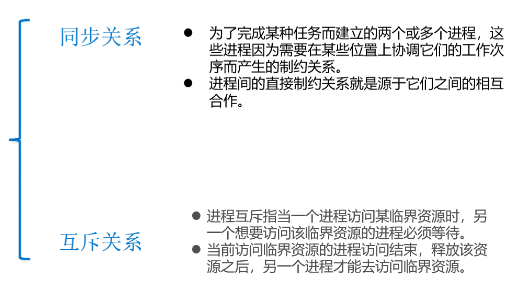 同步关系
● 为了完成某种任务而建立的两个或多个进程，这
些进程因为需要在某些位置上协调它们的工作次
序而产生的制约关系。
● 进程间的直接制约关系就是源于它们之间的相互
合作。
互斥关系
● 进程互斥指当一个进程访问某临界资源时，另
一个想要访问该临界资源的进程必须等待。
● 当前访问临界资源的进程访问结束，释放该资
源之后，另一个进程才能去访问临界资源。